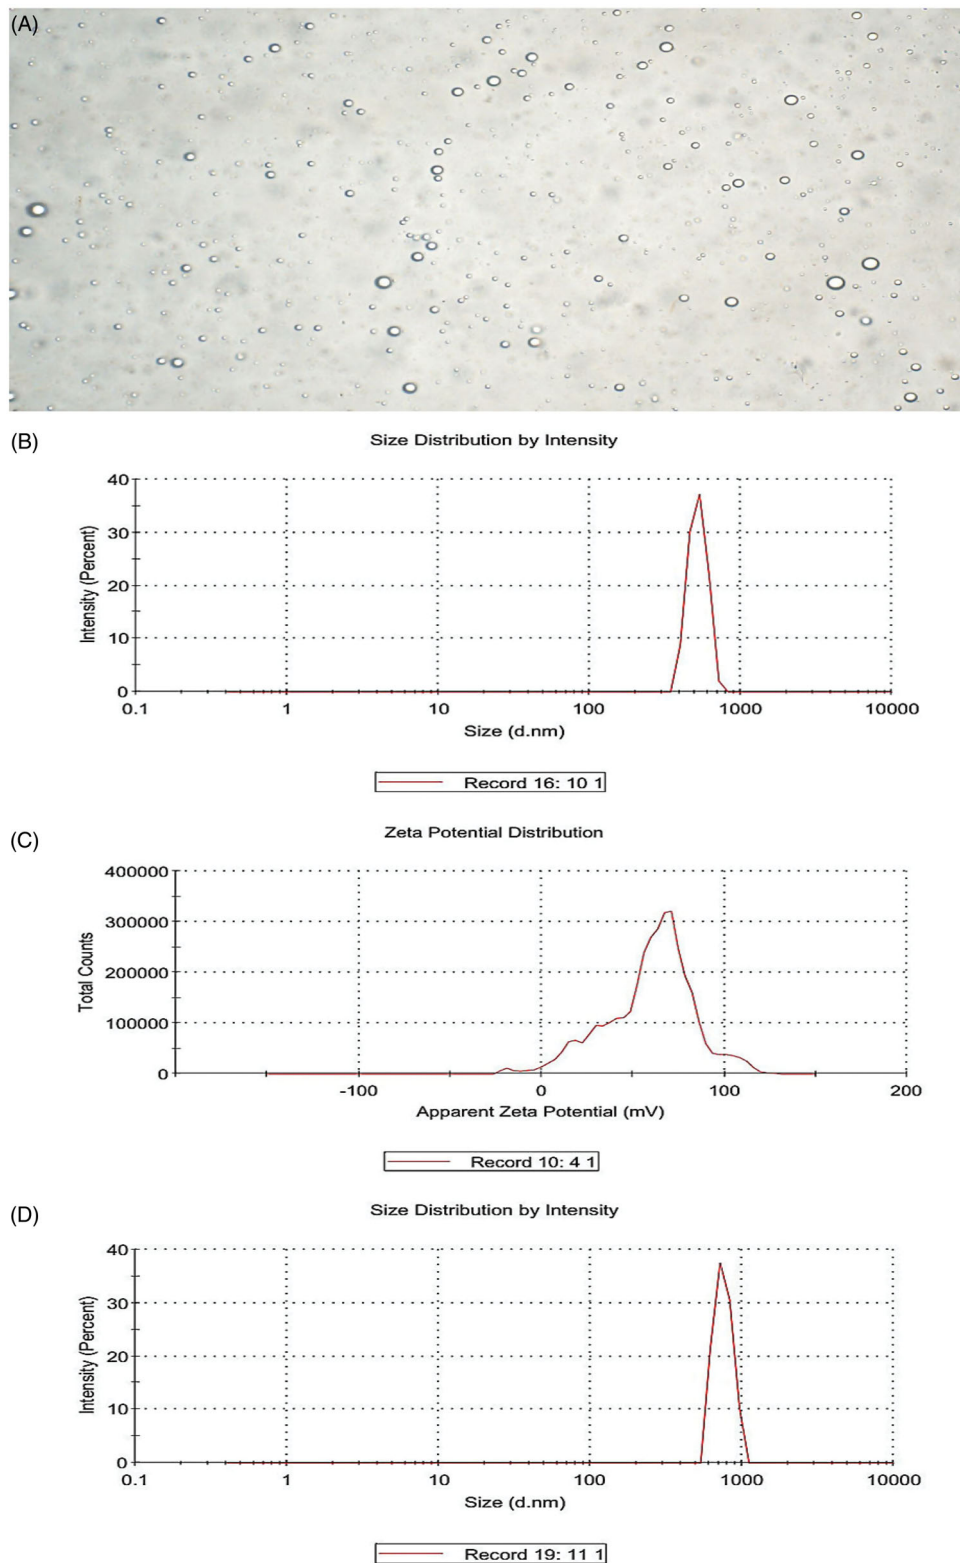 (A)
(B)
Size Distribution by Intensity
40
30
20
10
0
Intensity (Percent)
0.1 1 10 100 1000 10000
Size (d.nm)
Record 16: 10 1
(C)
Zeta Potential Distribution
400000
300000
200000
100000
0
Total Counts
-100 0 100 200
Apparent Zeta Potential (mV)
Record 10: 4 1
(D)
Size Distribution by Intensity
40
30
20
10
0
Intensity (Percent)
0.1 1 10 100 1000 10000
Size (d.nm)
Record 19: 11 1